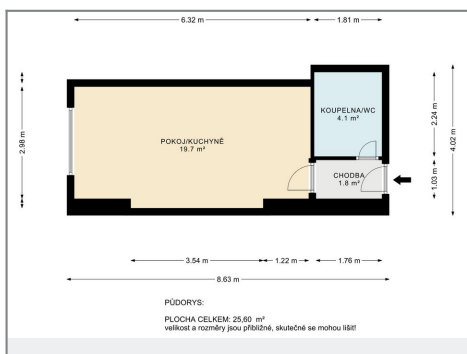 6.32 m
1.81 m
KOUPELNA/WC
4.1 m²
POKOJ/KUCHYNĚ
19.7 m²
CHODBA
1.8 m²
2.98 m
2.24 m
4.02 m
1.03 m
3.54 m
1.22 m
1.76 m
8.63 m
PŮDORYS:
PLOCHA CELKEM: 25,60 m²
velikost a rozměry jsou přibližné, skutečné se mohou lišit!